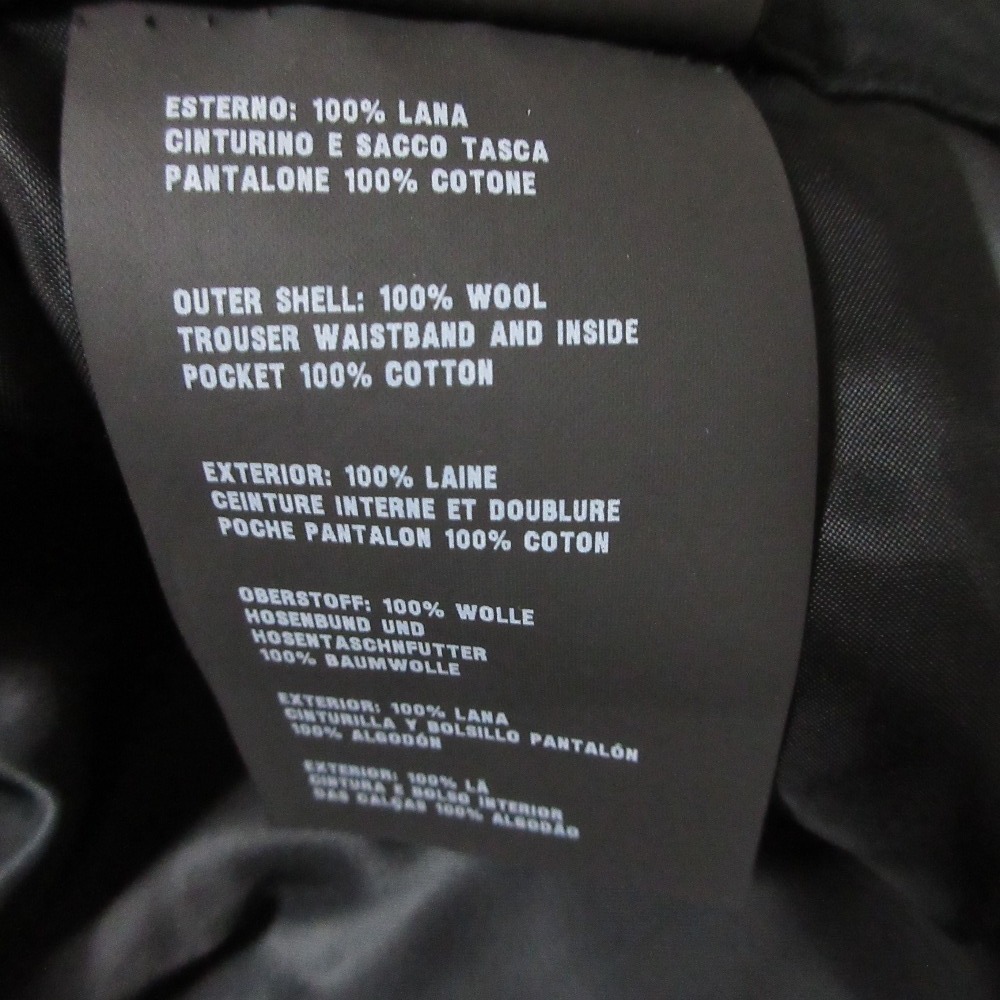 ESTERNO: 100% LANA
CINTURINO E SACCO TASCA
PANTALONE 100% COTONE
OUTER SHELL: 100% WOOL
TROUSER WAISTBAND AND INSIDE
POCKET 100% COTTON
EXTERIOR: 100% LAINE
CEINTURE INTERNE ET DOUBLURE
POCHE PANTALON 100% COTON
OBERSTOFF: 100% WOLLE
HOSENBUND UND
HOSENTASCHNFUTTER
100% BAUMWOLLE
EXTERIOR: 100% LANA
CINTURILLA Y BOLSILLO PANTALÓN
100% ALGODÓN
EXTERIOR: 100% LÃ
CINTURA E BOLSO INTERIOR
DAS CALÇAS 100% ALGODÃO